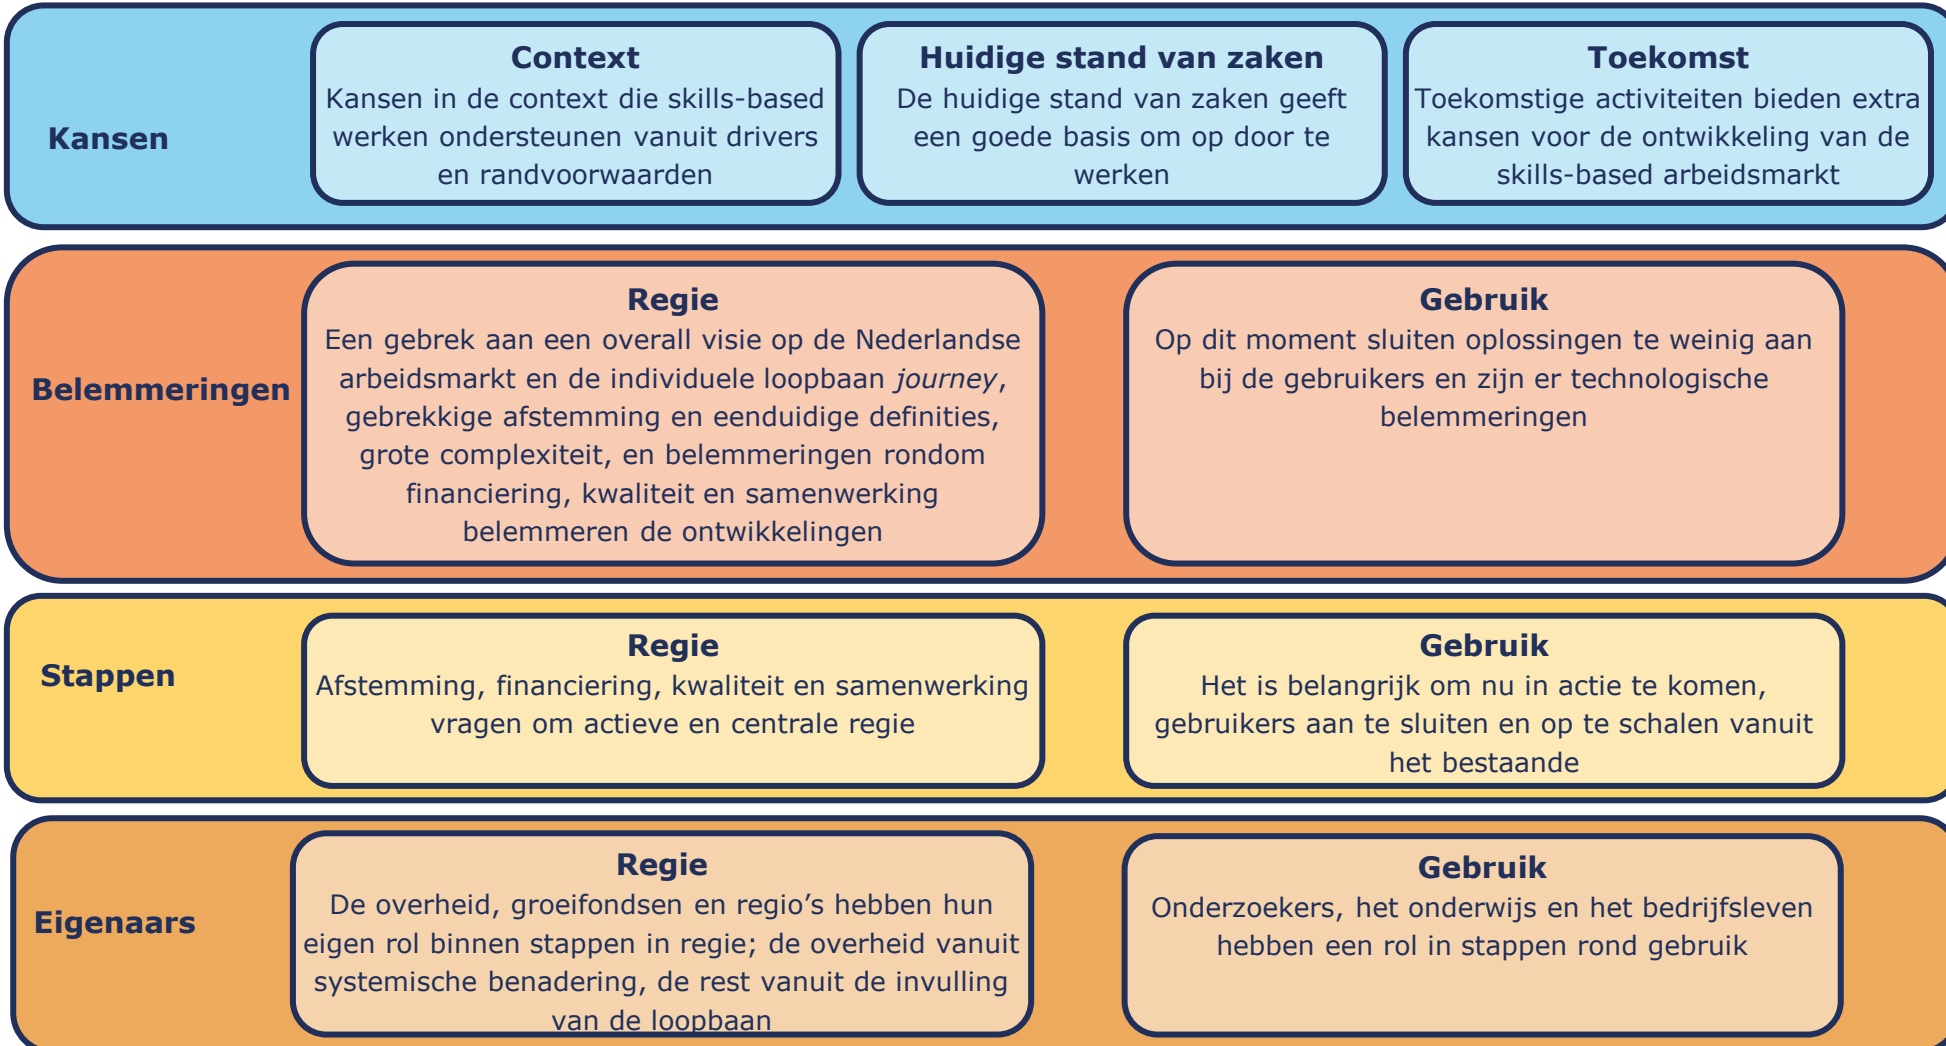 Kansen
Context
Kansen in de context die skills-based
werken ondersteunen vanuit drivers
en randvoorwaarden
Huidige stand van zaken
De huidige stand van zaken geeft
een goede basis om op door te
werken
Toekomst
Toekomstige activiteiten bieden extra
kansen voor de ontwikkeling van de
skills-based arbeidsmarkt
Belemmeringen
Regie
Een gebrek aan een overall visie op de Nederlandse
arbeidsmarkt en de individuele loopbaan journey,
gebrekkige afstemming en eenduidige definities,
grote complexiteit, en belemmeringen rondom
financiering, kwaliteit en samenwerking
belemmeren de ontwikkelingen
Gebruik
Op dit moment sluiten oplossingen te weinig aan
bij de gebruikers en zijn er technologische
belemmeringen
Stappen
Regie
Afstemming, financiering, kwaliteit en samenwerking
vragen om actieve en centrale regie
Gebruik
Het is belangrijk om nu in actie te komen,
gebruikers aan te sluiten en op te schalen vanuit
het bestaande
Eigenaars
Regie
De overheid, groeifondsen en regio’s hebben hun
eigen rol binnen stappen in regie; de overheid vanuit
systemische benadering, de rest vanuit de invulling
van de loopbaan
Gebruik
Onderzoekers, het onderwijs en het bedrijfsleven
hebben een rol in stappen rond gebruik